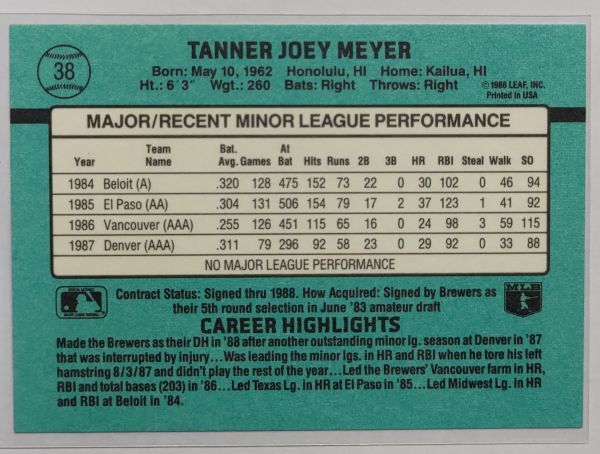 38
TANNER JOEY MEYER
Born: May 10, 1962 Honolulu, HI Home: Kailua, HI
Ht.: 6'3" Wgt.: 260 Bats: Right Throws: Right
© 1988 LEAF, INC.
Printed in USA
MAJOR/RECENT MINOR LEAGUE PERFORMANCE
Year Team Name Bat. Avg. Games At Bat Hits Runs 2B 3B HR RBI Steal Walk SO
1984 Beloit (A) .320 128 475 152 73 22 0 30 102 0 46 94
1985 El Paso (AA) .304 131 506 154 79 17 2 37 123 1 41 92
1986 Vancouver (AAA) .255 126 451 115 65 16 0 24 98 3 59 115
1987 Denver (AAA) .311 79 296 92 58 23 0 29 92 0 33 88
NO MAJOR LEAGUE PERFORMANCE
Contract Status: Signed thru 1988. How Acquired: Signed by Brewers as
their 5th round selection in June '83 amateur draft
MLB
CAREER HIGHLIGHTS
Made the Brewers as their DH in '88 after another outstanding minor lg. season at Denver in '87
that was interrupted by injury...Was leading the minor lgs. in HR and RBI when he tore his left
hamstring 8/3/87 and didn't play the rest of the year...Led the Brewers' Vancouver farm in HR,
RBI and total bases (203) in '86...Led Texas Lg. in HR at El Paso in '85...Led Midwest Lg. in HR
and RBI at Beloit in '84.